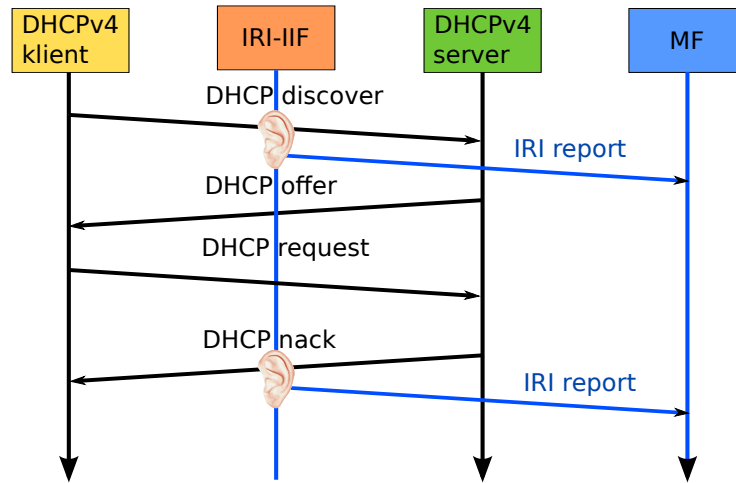 DHCPv4
klient
IRI-IIF
DHCPv4
server
MF
DHCP discover
IRI report
DHCP offer
DHCP request
DHCP nack
IRI report